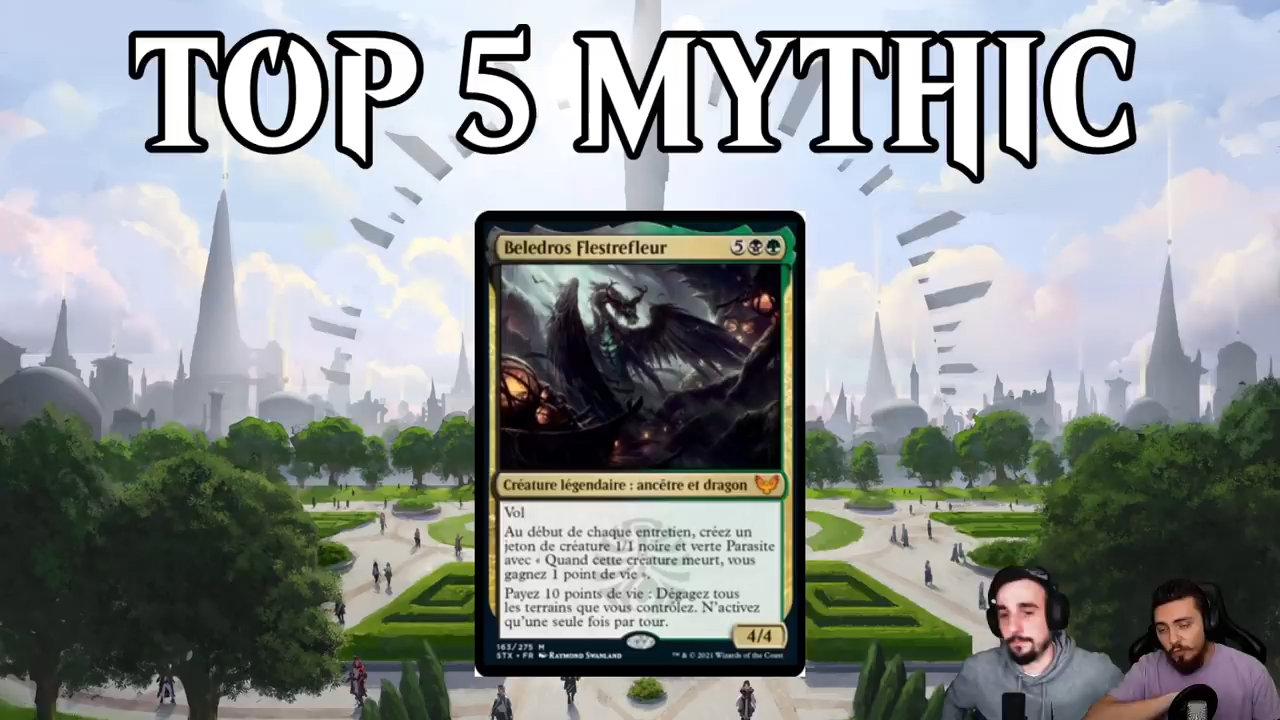 TOP 5 MYTHIC
Beledros Flestrefleur 5
Créature légendaire : ancêtre et dragon
Vol
Au début de chaque entretien, créez un
jeton de créature 1/1 noire et verte Parasite
avec « Quand cette créature meurt, vous
gagnez 1 point de vie ».
Payez 10 points de vie : Dégagez tous
les terrains que vous contrôlez. N'activez
qu'une seule fois par tour.
4/4
163/275 M
STX • FR Raymond Swanland
™ & © 2021 Wizards of the Coast